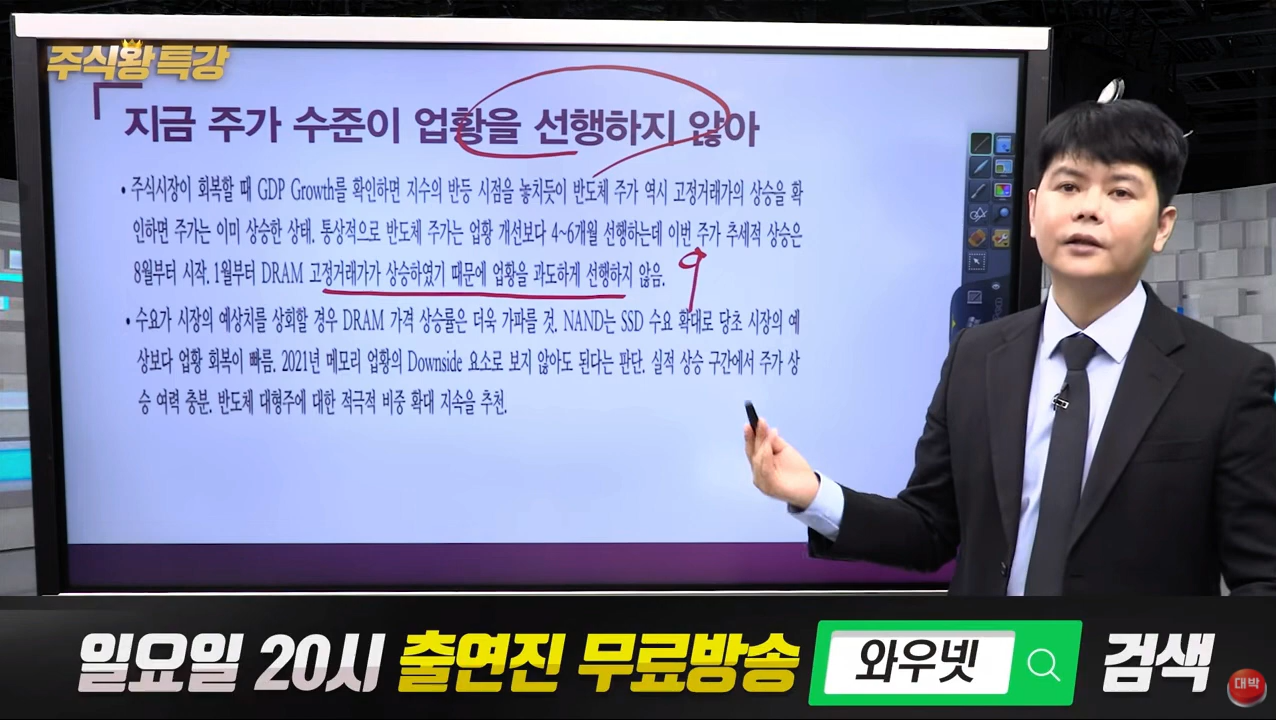 주식왕 특강
지금 주가 수준이 업황을 선행하지 않아
• 주식시장이 회복할 때 GDP Growth를 확인하면 지수의 반등 시점을 놓치듯이 반도체 주가 역시 고정거래가의 상승을 확
인하면 주가는 이미 상승한 상태. 통상적으로 반도체 주가는 업황 개선보다 4~6개월 선행하는데 이번 주가 추세적 상승은
8월부터 시작. 1월부터 DRAM 고정거래가가 상승하였기 때문에 업황을 과도하게 선행하지 않음.
9
• 수요가 시장의 예상치를 상회할 경우 DRAM 가격 상승률은 더욱 가파를 것. NAND는 SSD 수요 확대로 당초 시장의 예
상보다 업황 회복이 빠름. 2021년 메모리 업황의 Downside 요소로 보지 않아도 된다는 판단. 실적 상승 구간에서 주가 상
승 여력 충분. 반도체 대형주에 대한 적극적 비중 확대 지속을 추천.
일요일 20시 출연진 무료방송 와우넷 검색
대박